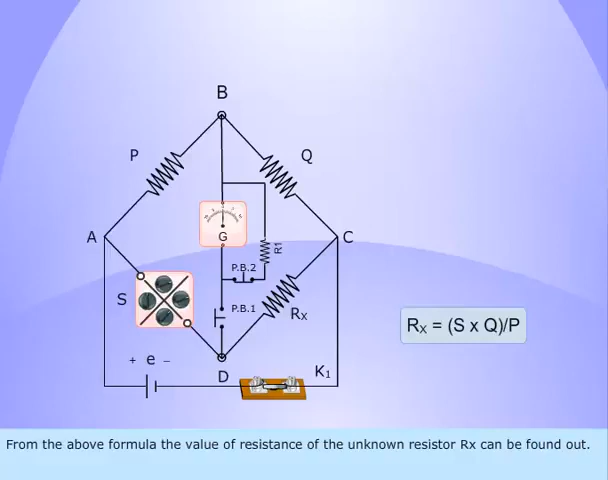 B
P
Q
A
G
R1
C
P.B.2
S
P.B.1
Rx
+ e –
D
K1
Rx = (S x Q)/P
From the above formula the value of resistance of the unknown resistor Rx can be found out.